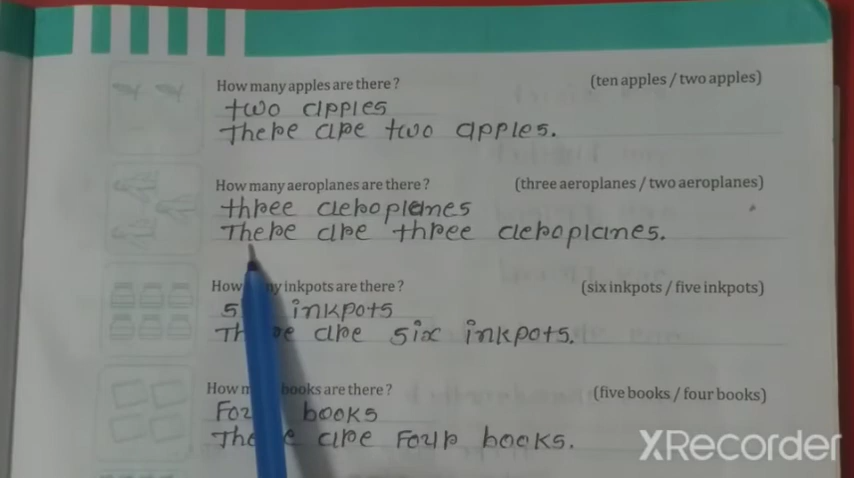 How many apples are there? (ten apples / two apples)
two apples
There are two apples.
How many aeroplanes are there? (three aeroplanes / two aeroplanes)
three aeroplanes
There are three aeroplanes.
inkpots are there? (six inkpots / five inkpots)
inkpots
are six inkpots.
How books are there? (five books / four books)
books
are Four books.
XRecorder